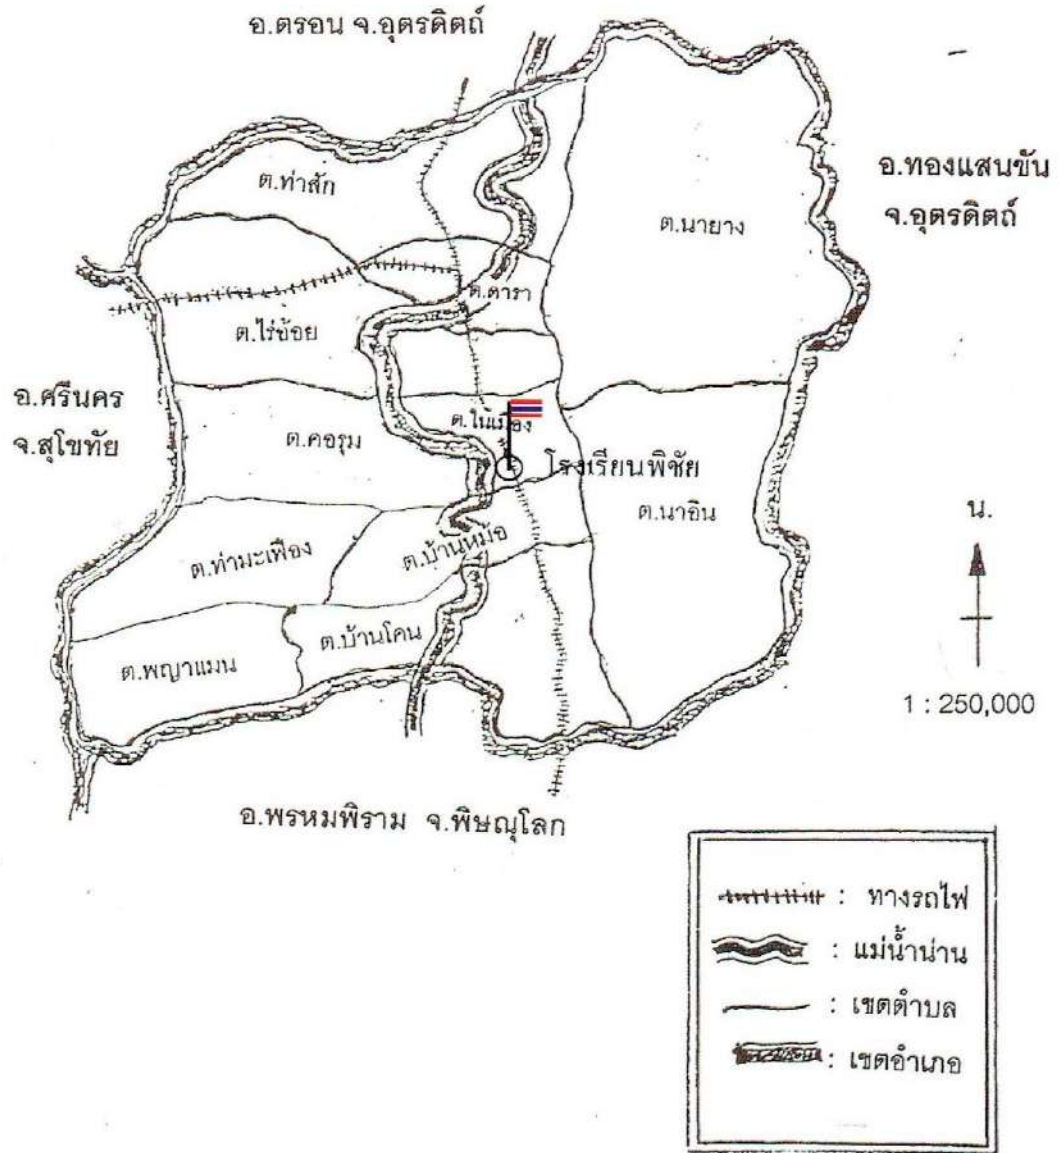 อ.ตรอน จ.อุตรดิตถ์
อ.ทองแสนขัน
จ.อุตรดิตถ์
ต.ท่าสัก
ต.นายาง
ต.ดารา
ต.ไร่อ้อย
อ.ศรีนคร
จ.สุโขทัย
ต.ในเมือง
ต.คอรุม
โรงเรียนพิชัย
ต.นาอิน
น.
ต.บ้านหม้อ
ต.ท่ามะเฟือง
ต.บ้านโคน
ต.พญาแมน
1 : 250,000
อ.พรหมพิราม จ.พิษณุโลก
: ทางรถไฟ
: แม่น้ำน่าน
: เขตตำบล
: เขตอำเภอ